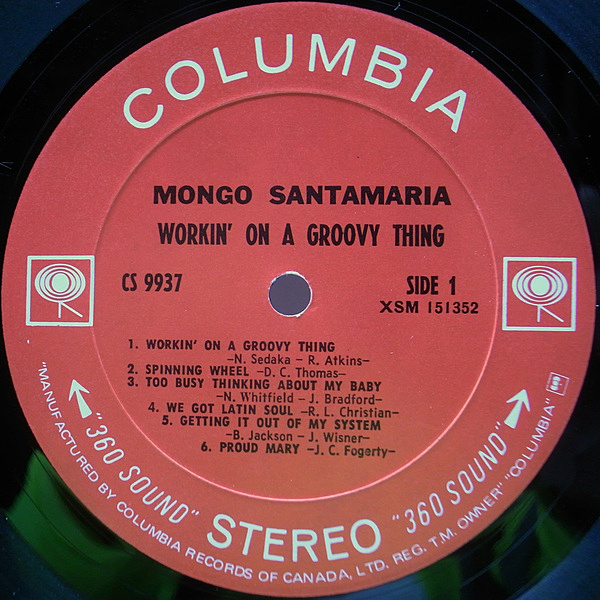 COLUMBIA
MONGO SANTAMARIA
WORKIN' ON A GROOVY THING
CS 9937
SIDE 1
XSM 151352
1. WORKIN' ON A GROOVY THING
–N. Sedaka – R. Atkins–
2. SPINNING WHEEL –D. C. Thomas–
3. TOO BUSY THINKING ABOUT MY BABY
–N. Whitfield – J. Bradford–
4. WE GOT LATIN SOUL –R. L. Christian–
5. GETTING IT OUT OF MY SYSTEM
–B. Jackson – J. Wisner–
6. PROUD MARY –J. C. Fogerty–
"360 SOUND" STEREO "360 SOUND"
"MANUFACTURED BY COLUMBIA RECORDS OF CANADA, LTD. REG. T.M. OWNER" "COLUMBIA"